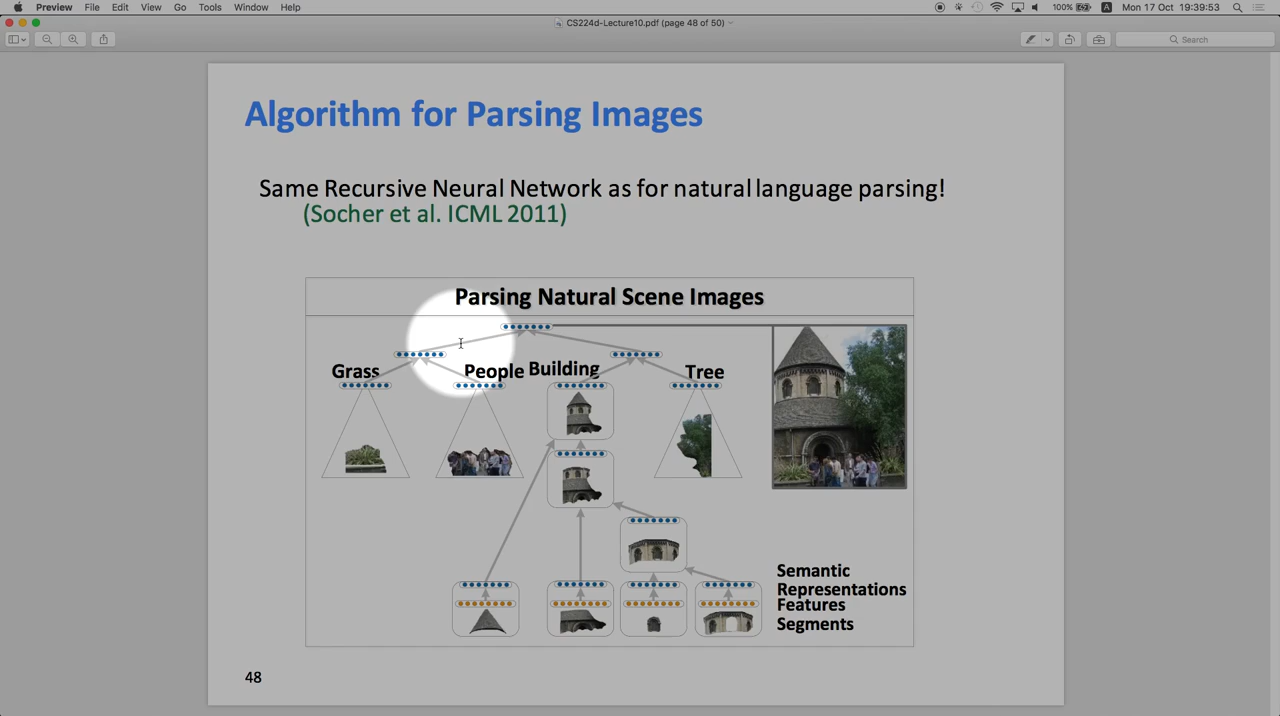 Preview File Edit View Go Tools Window Help 100% A Mon 17 Oct 19:39:53
CS224d-Lecture10.pdf (page 48 of 50)
Search
Algorithm for Parsing Images
Same Recursive Neural Network as for natural language parsing!
(Socher et al. ICML 2011)
Parsing Natural Scene Images
Grass People Building Tree
Semantic
Representations
Features
Segments
48